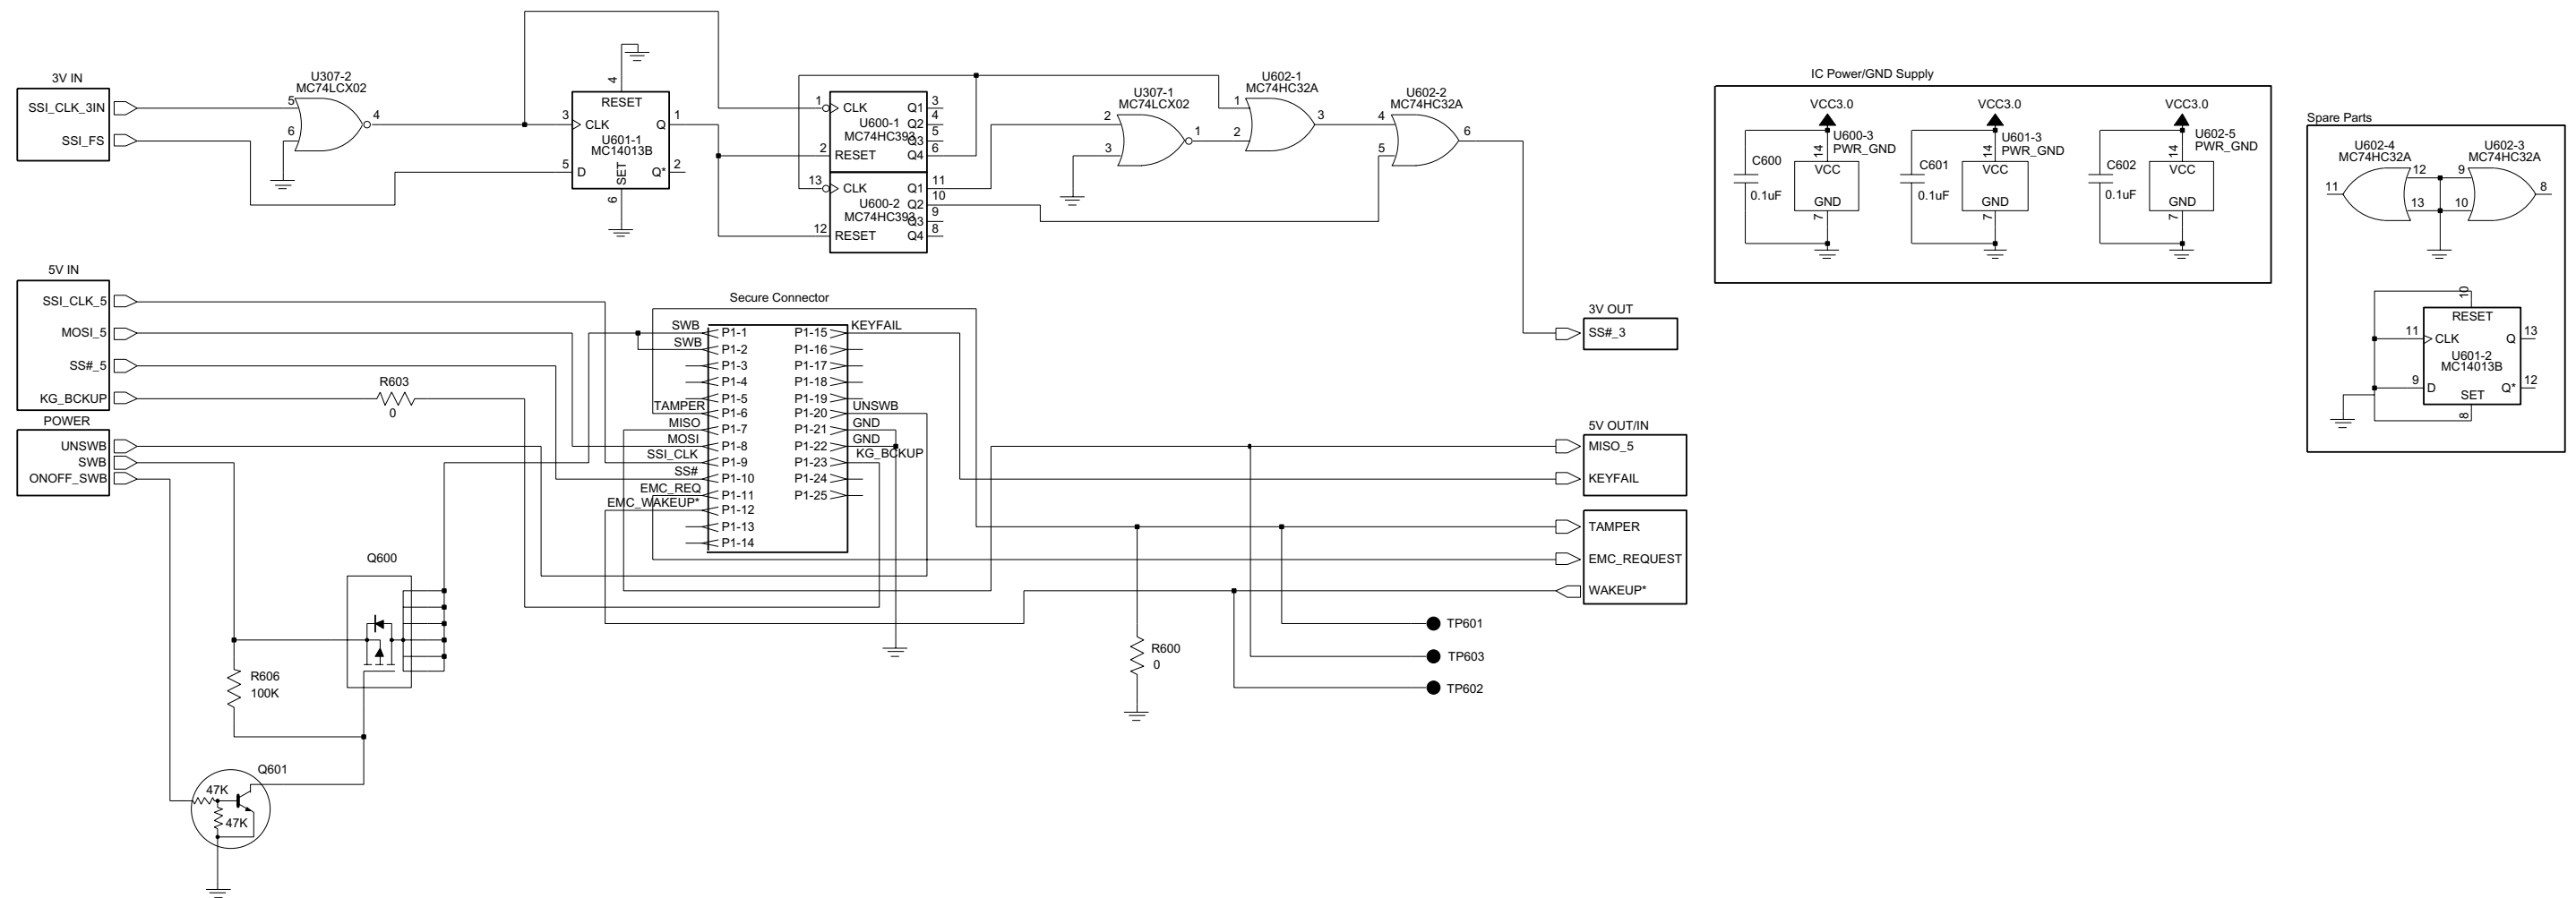 3V IN
SSI_CLK_3IN
SSI_FS
U307-2
MC74LCX02
5
6
4
4
RESET
3
CLK
Q
1
U601-1
MC14013B
5
D
SET
Q*
2
6
1
CLK
Q1
3
Q2
4
U600-1
MC74HC393
Q3
5
2
RESET
Q4
6
13
CLK
Q1
11
Q2
10
U600-2
MC74HC393
Q3
9
12
RESET
Q4
8
U307-1
MC74LCX02
2
3
1
U602-1
MC74HC32A
1
2
3
U602-2
MC74HC32A
4
5
6
IC Power/GND Supply
VCC3.0
VCC3.0
VCC3.0
U600-3
PWR_GND
U601-3
PWR_GND
U602-5
PWR_GND
14
14
14
C600
0.1uF
C601
0.1uF
C602
0.1uF
VCC
GND
VCC
GND
VCC
GND
7
7
7
Spare Parts
U602-4
MC74HC32A
U602-3
MC74HC32A
11
12
13
9
10
8
10
RESET
11
CLK
Q
13
U601-2
MC14013B
9
D
Q*
12
SET
8
5V IN
SSI_CLK_5
MOSI_5
SS#_5
KG_BCKUP
R603
0
POWER
UNSWB
SWB
ONOFF_SWB
Secure Connector
SWB
P1-1
P1-15
KEYFAIL
SWB
P1-2
P1-16
P1-3
P1-17
P1-4
P1-18
P1-5
P1-19
TAMPER
P1-6
P1-20
UNSWB
MISO
P1-7
P1-21
GND
MOSI
P1-8
P1-22
GND
SSI_CLK
P1-9
P1-23
KG_BCKUP
SS#
P1-10
P1-24
EMC_REQ
P1-11
P1-25
EMC_WAKEUP*
P1-12
P1-13
P1-14
3V OUT
SS#_3
5V OUT/IN
MISO_5
KEYFAIL
TAMPER
EMC_REQUEST
WAKEUP*
TP601
TP603
TP602
R600
0
Q600
R606
100K
Q601
47K
47K